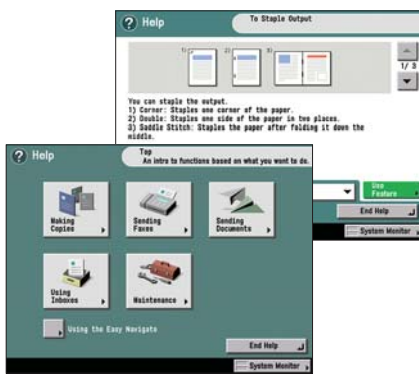 Help
To Staple Output
1)
2)
3)
1/ 3
You can staple the output.
1) Corner: Staples one corner of the paper.
2) Double: Staples one side of the paper in two places.
3) Saddle Stitch: Staples the paper after folding it down the
middle.
Use
Feature
End Help
System Monitor
Help
Top
An intro to functions based on what you want to do.
Making
Copies
Sending
Faxes
Sending
Documents
Using
Inboxes
Maintenance
Using the Easy Navigate
End Help
System Monitor